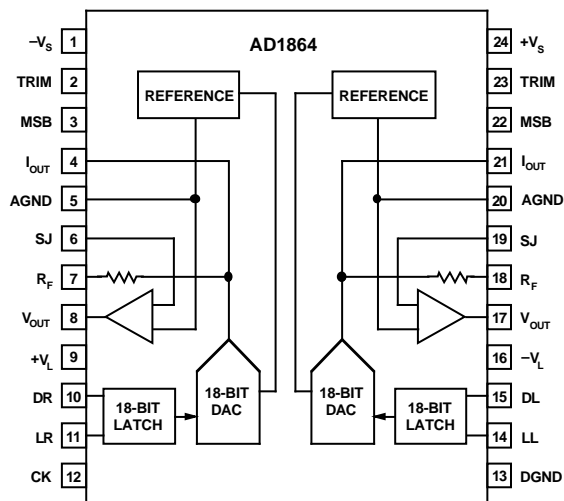 AD1864
–VS 1
24 +VS
TRIM 2
REFERENCE
REFERENCE
23 TRIM
MSB 3
22 MSB
IOUT 4
21 IOUT
AGND 5
20 AGND
SJ 6
19 SJ
RF 7
18 RF
VOUT 8
17 VOUT
+VL 9
16 –VL
DR 10
15 DL
18-BIT
LATCH
18-BIT
DAC
18-BIT
DAC
18-BIT
LATCH
LR 11
14 LL
CK 12
13 DGND